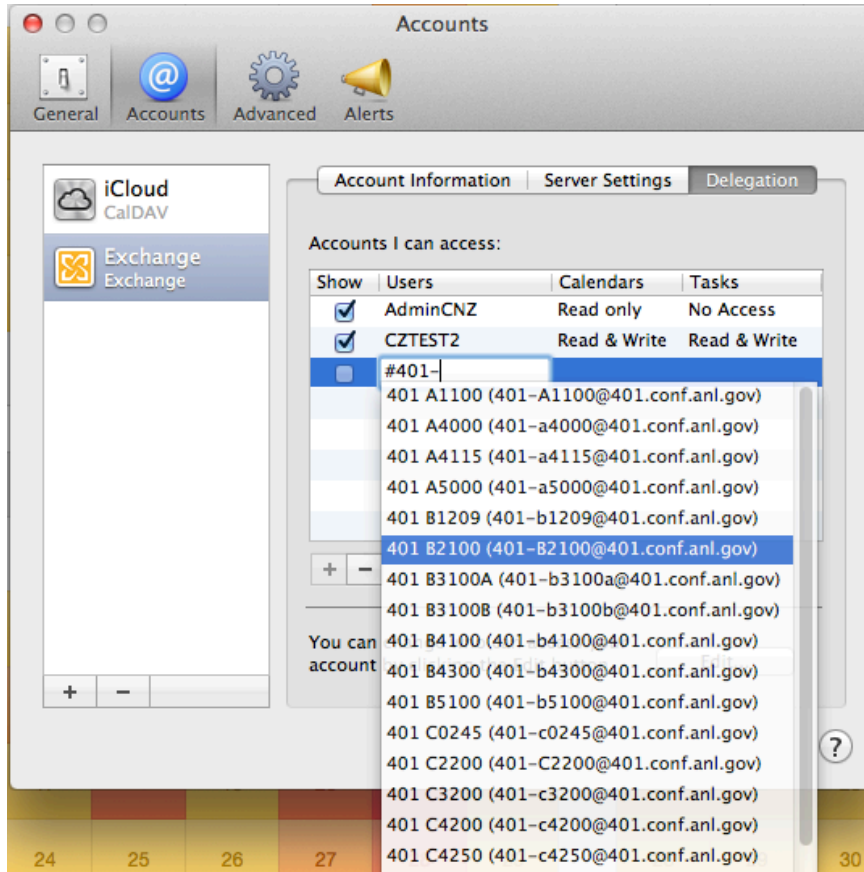 Accounts
General Accounts Advanced Alerts
iCloud
CalDAV
Exchange
Exchange
+ −
Account Information Server Settings Delegation
Accounts I can access:
Show Users Calendars Tasks
AdminCNZ Read only No Access
CZTEST2 Read & Write Read & Write
#401-
401 A1100 (401-A1100@401.conf.anl.gov)
401 A4000 (401-a4000@401.conf.anl.gov)
401 A4115 (401-a4115@401.conf.anl.gov)
401 A5000 (401-a5000@401.conf.anl.gov)
401 B1209 (401-b1209@401.conf.anl.gov)
401 B2100 (401-B2100@401.conf.anl.gov)
401 B3100A (401-b3100a@401.conf.anl.gov)
401 B3100B (401-b3100b@401.conf.anl.gov)
401 B4100 (401-b4100@401.conf.anl.gov)
401 B4300 (401-b4300@401.conf.anl.gov)
401 B5100 (401-b5100@401.conf.anl.gov)
401 C0245 (401-c0245@401.conf.anl.gov)
401 C2200 (401-C2200@401.conf.anl.gov)
401 C3200 (401-c3200@401.conf.anl.gov)
401 C4200 (401-c4200@401.conf.anl.gov)
401 C4250 (401-c4250@401.conf.anl.gov)
+ −
You can
account by clicking the Edit button. Edit...
?
24 25 26 27 30